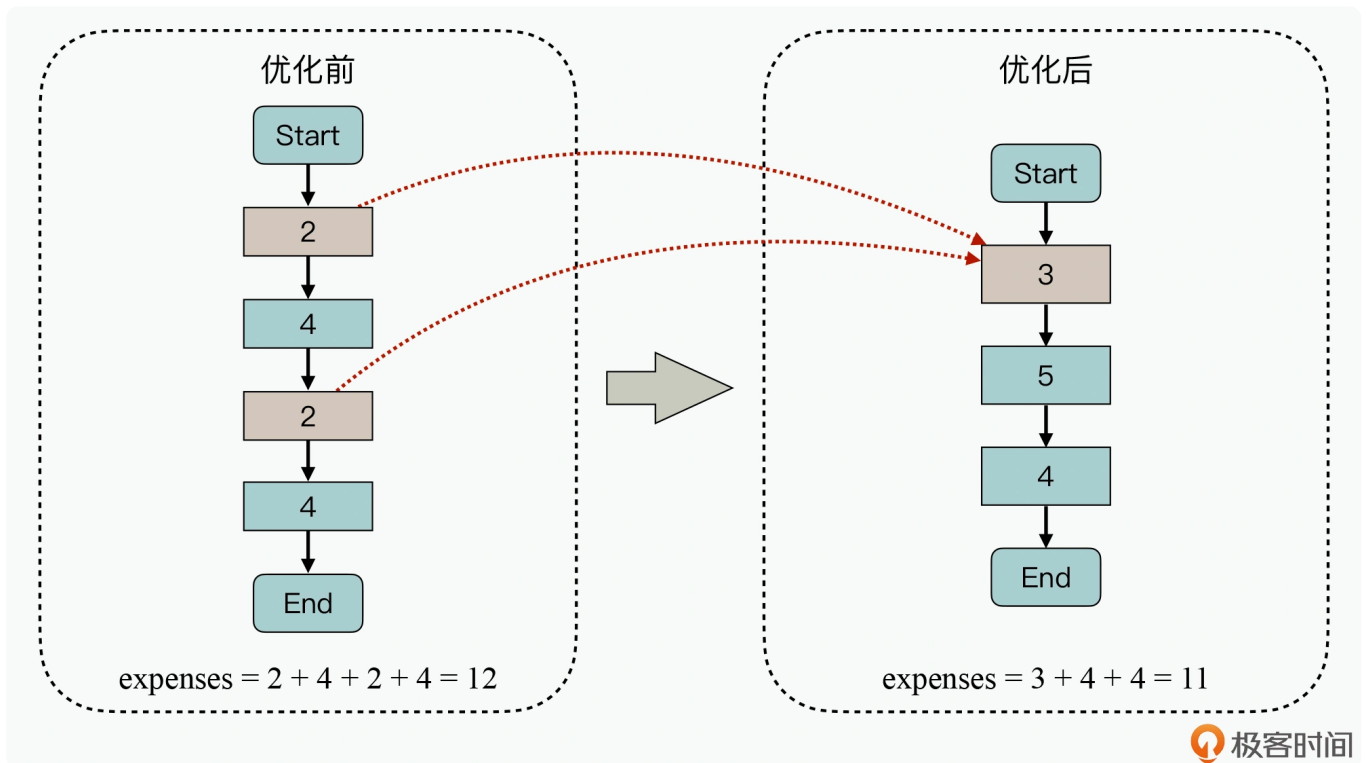 优化前
Start
2
4
2
4
End
expenses = 2 + 4 + 2 + 4 = 12
优化后
Start
3
5
4
End
expenses = 3 + 4 + 4 = 11
极客时间